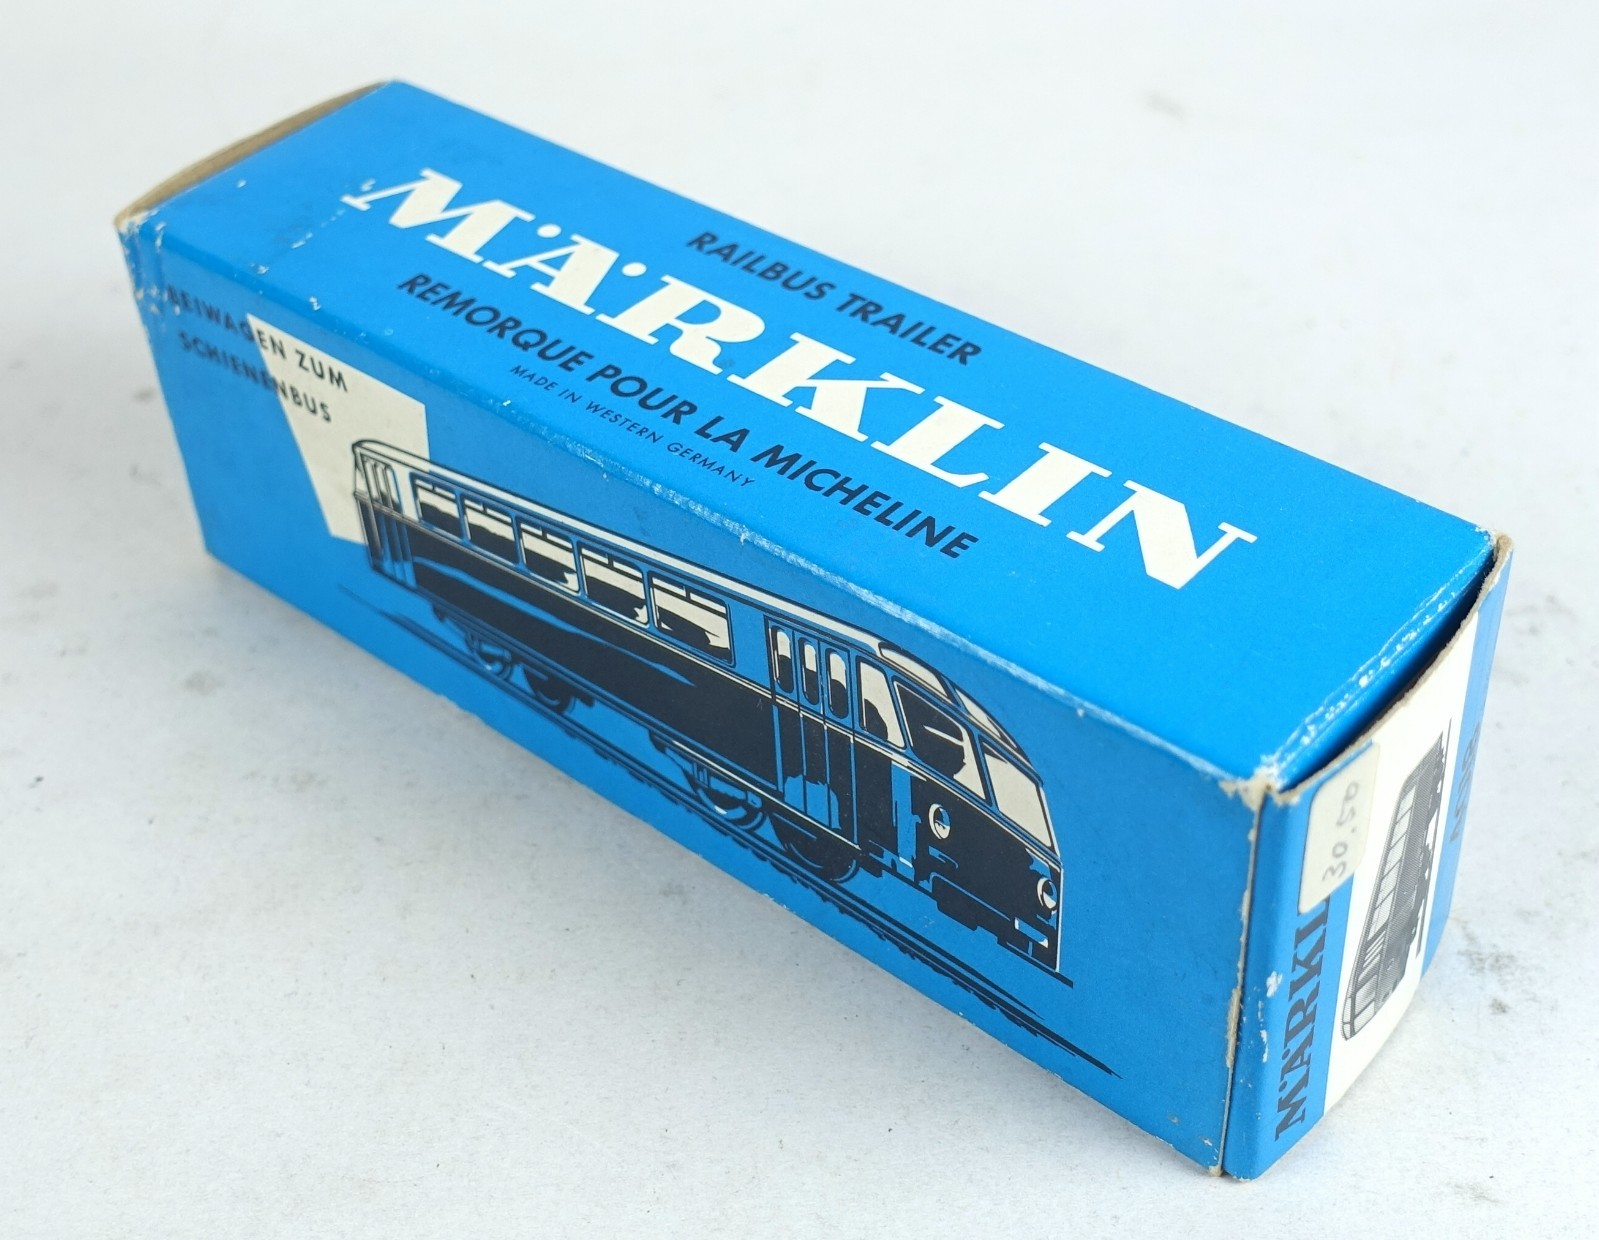 RAILBUS TRAILER
MÄRKLIN
REMORQUE POUR LA MICHELINE
MADE IN WESTERN GERMANY
BEIWAGEN ZUM
SCHIENENBUS
30.50
MÄRKL